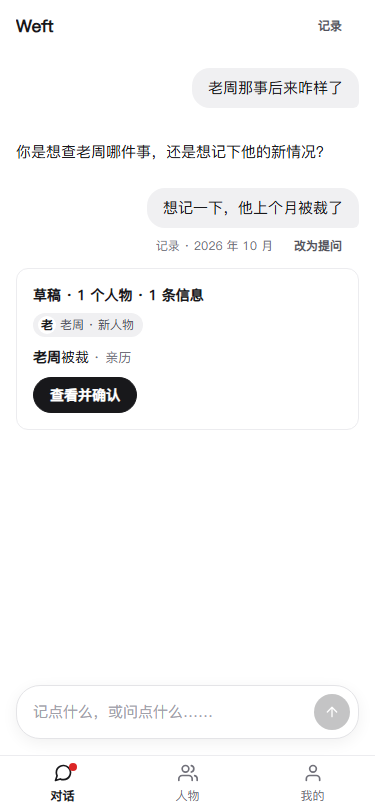 Weft
记录
老周那事后来咋样了
你是想查老周哪件事，还是想记下他的新情况？
想记一下，他上个月被裁了
记录 · 2026 年 10 月
改为提问
草稿 · 1 个人物 · 1 条信息
老 老周 · 新人物
老周被裁 · 亲历
查看并确认
记点什么，或问点什么……
对话
人物
我的